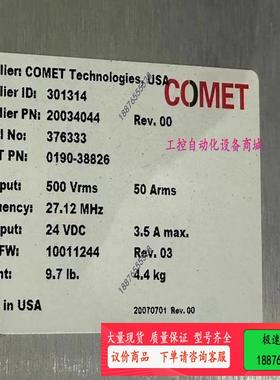 lier: COMET Technologies, USA
COMET
lier ID: 301314
lier PN: 20034044 Rev. 00
工控自动化设备商城
l No: 376333
T PN: 0190-38826
put: 500 Vrms 50 Arms
uency: 27.12 MHz
put: 24 VDC 3.5 A max.
FW: 10011244 Rev. 03
ht: 9.7 lb. 4.4 kg
e in USA
20070701 Rev. 00
大量现货 质量保证 型号齐全
议价商品 下单请咨询客服
极速
18876